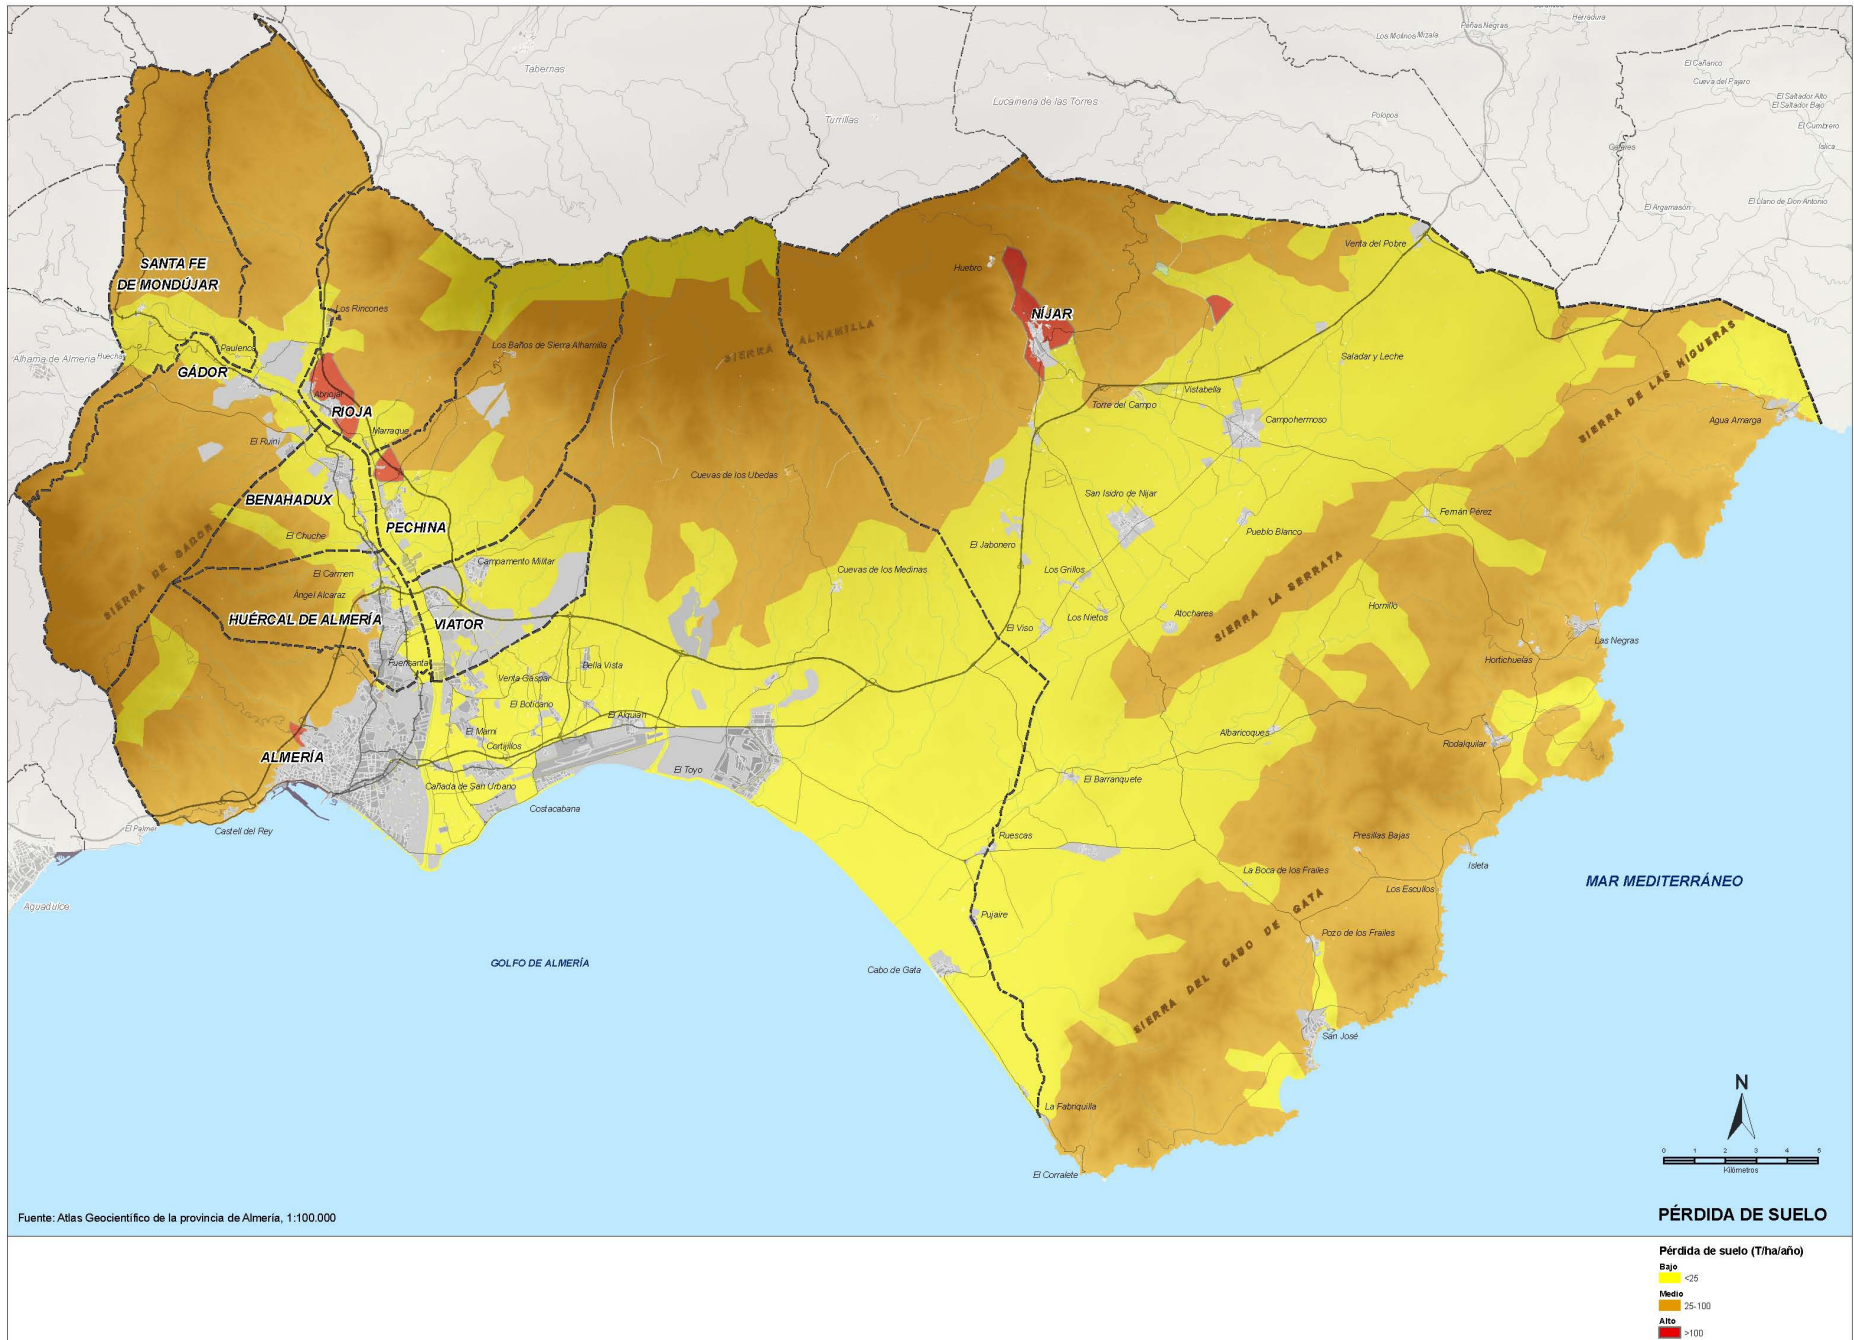 Peñas Negras
Herradura
Los Molinos Mizala
Tabernas
El Cañarico
Cueva del Pajaro
Lucainena de las Torres
El Saltador Alto
El Saltador Bajo
Turrillas
Polopos
El Cumbrero
Islica
Gafares
El Argamasón
El Llano de Don Antonio
Venta del Pobre
SANTA FE
DE MONDÚJAR
Huebro
Los Rincones
NÍJAR
SIERRA ALHAMILLA
SIERRA DE LAS HIGUERAS
Los Baños de Sierra Alhamilla
Paulenca
Alhama de Almería
Huechar
Saladar y Leche
GÁDOR
Abriojal
Vistabella
RIOJA
Torre del Campo
Campohermoso
Agua Amarga
Marraque
El Ruini
Cuevas de los Ubedas
BENAHADUX
San Isidro de Nijar
Fernán Pérez
PECHINA
Pueblo Blanco
SIERRA DE GADOR
El Chuche
El Jabonero
Campamento Militar
El Carmen
Cuevas de los Medinas
Los Grillos
Angel Alcaraz
SIERRA LA SERRATA
Hornillo
HUÉRCAL DE ALMERÍA
VIATOR
Atochares
Los Nietos
El Viso
Las Negras
Fuensanta
Bella Vista
Hortichuelas
Venta Gaspar
El Boticario
El Alquian
El Mami
Albaricoques
Rodalquilar
Cortijillos
ALMERÍA
El Toyo
El Barranquete
Cañada de San Urbano
Costacabana
El Palmer
Castell del Rey
Ruescas
Presillas Bajas
Isleta
La Boca de los Frailes
MAR MEDITERRÁNEO
Los Escullos
Aguadulce
Pujaire
SIERRA DEL CABO DE GATA
Pozo de los Frailes
GOLFO DE ALMERÍA
Cabo de Gata
San José
N
La Fabriquilla
0 1 2 3 4 5
Kilómetros
El Corralete
Fuente: Atlas Geocientífico de la provincia de Almería, 1:100.000
PÉRDIDA DE SUELO
Pérdida de suelo (T/ha/año)
Bajo
<25
Medio
25-100
Alto
>100